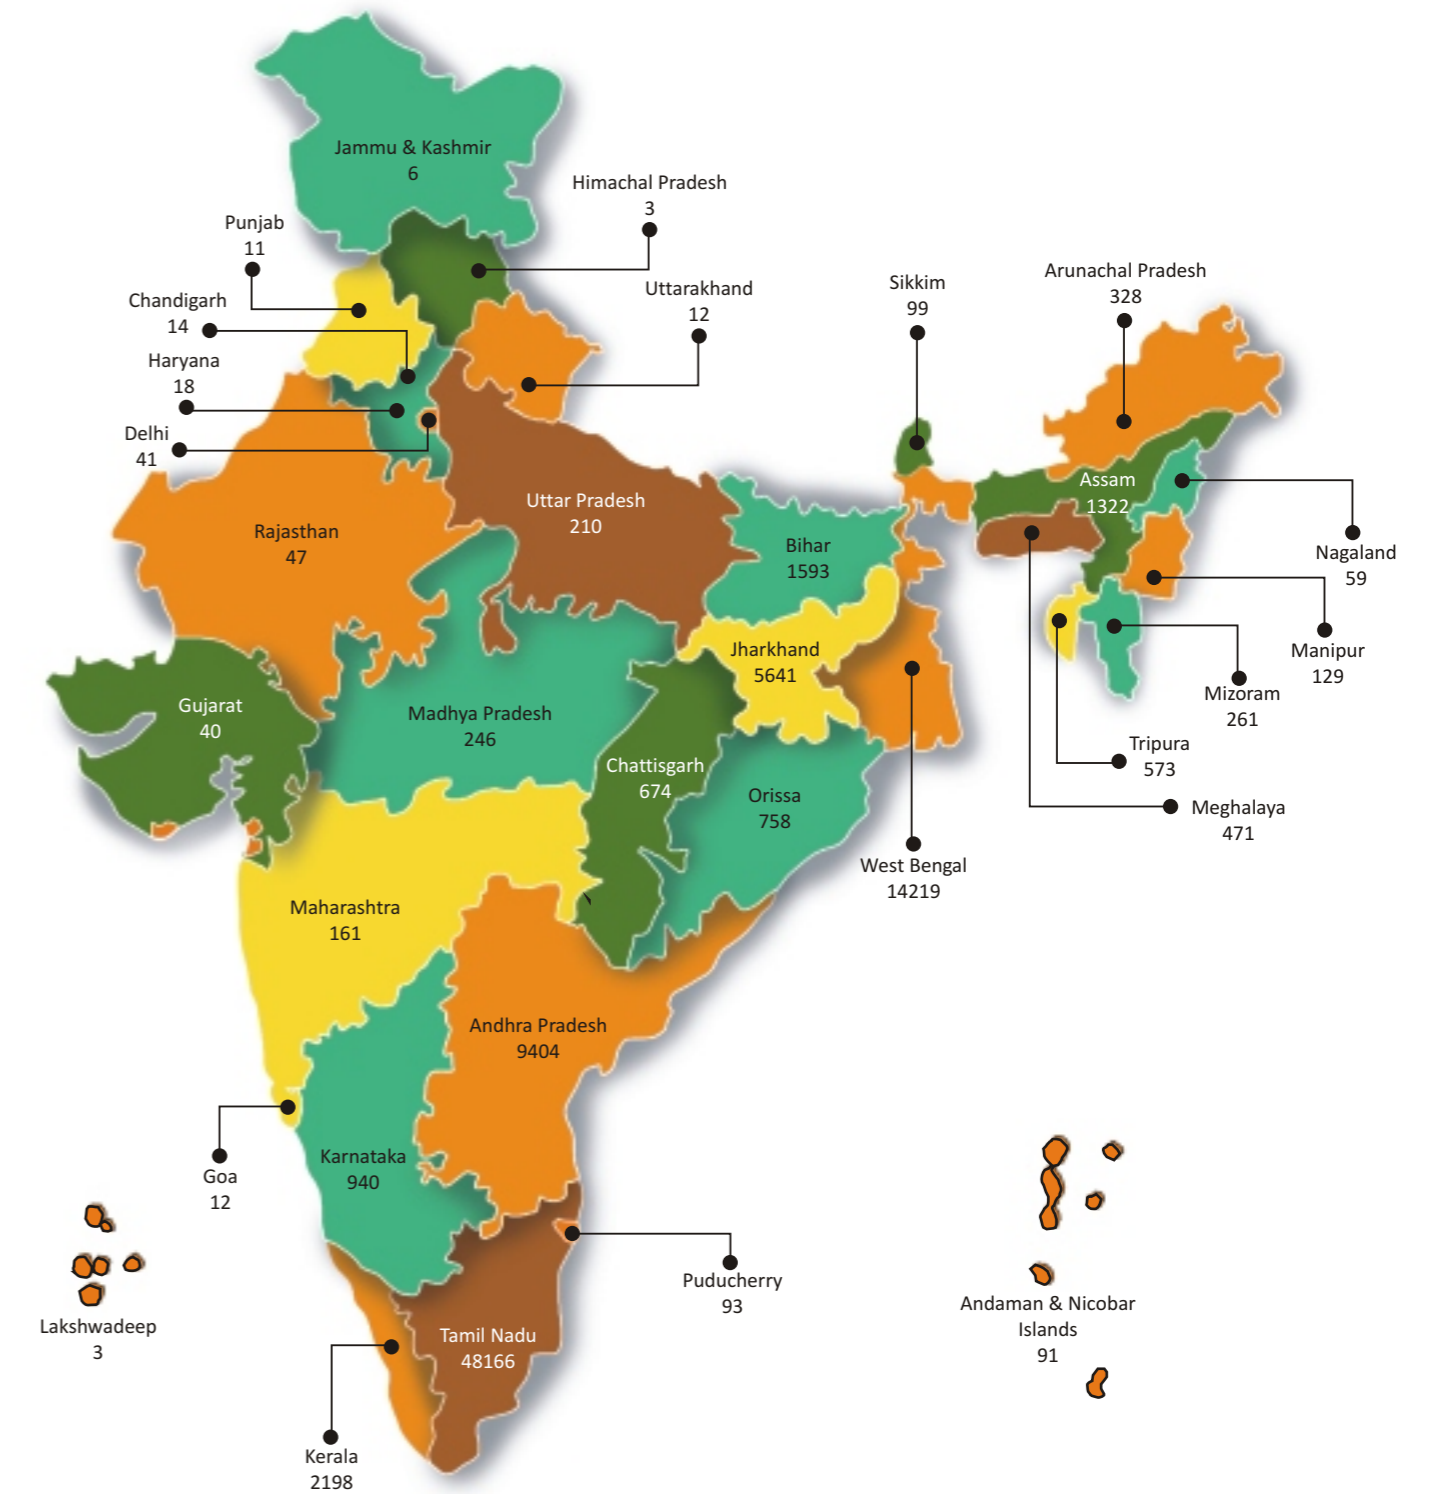 Jammu & Kashmir
6
Himachal Pradesh
3
Punjab
11
Uttarakhand
12
Chandigarh
14
Haryana
18
Delhi
41
Sikkim
99
Arunachal Pradesh
328
Assam
1322
Nagaland
59
Manipur
129
Mizoram
261
Tripura
573
Meghalaya
471
Rajasthan
47
Uttar Pradesh
210
Bihar
1593
Jharkhand
5641
Gujarat
40
Madhya Pradesh
246
Chattisgarh
674
Orissa
758
West Bengal
14219
Maharashtra
161
Andhra Pradesh
9404
Goa
12
Karnataka
940
Puducherry
93
Lakshwadeep
3
Tamil Nadu
48166
Andaman & Nicobar
Islands
91
Kerala
2198